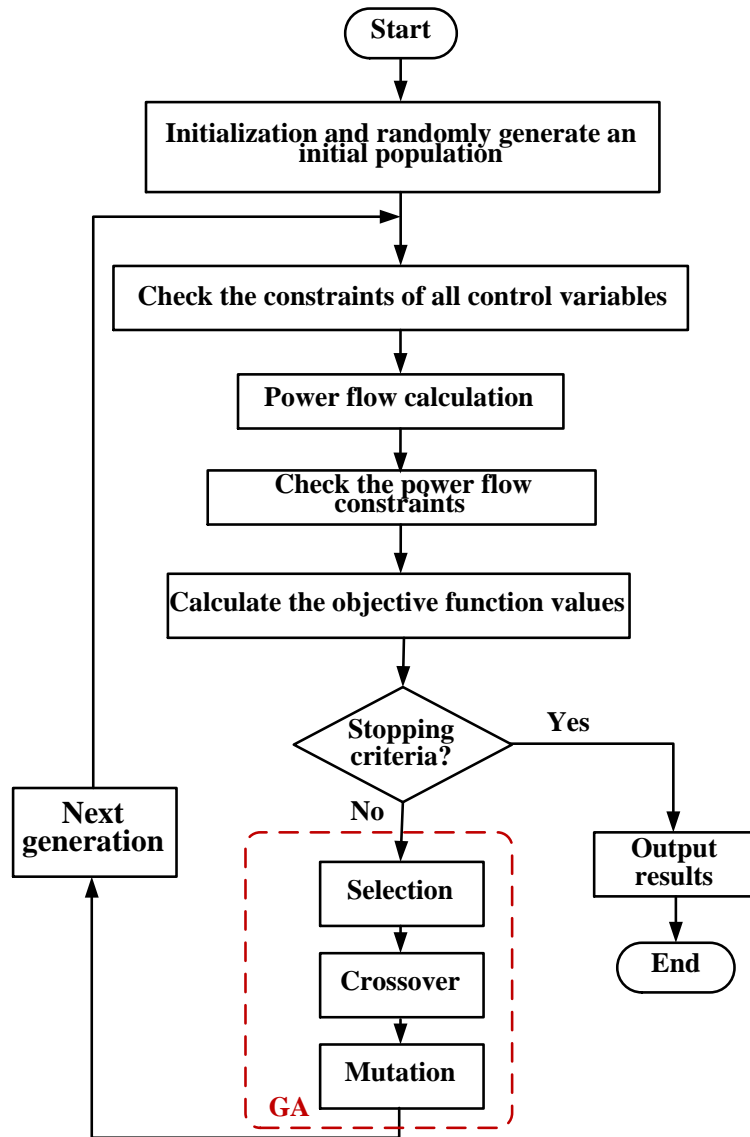 Start
Initialization and randomly generate an
initial population
Check the constraints of all control variables
Power flow calculation
Check the power flow
constraints
Calculate the objective function values
Stopping
criteria?
Yes
No
Next
generation
Output
results
Selection
Crossover
End
Mutation
GA